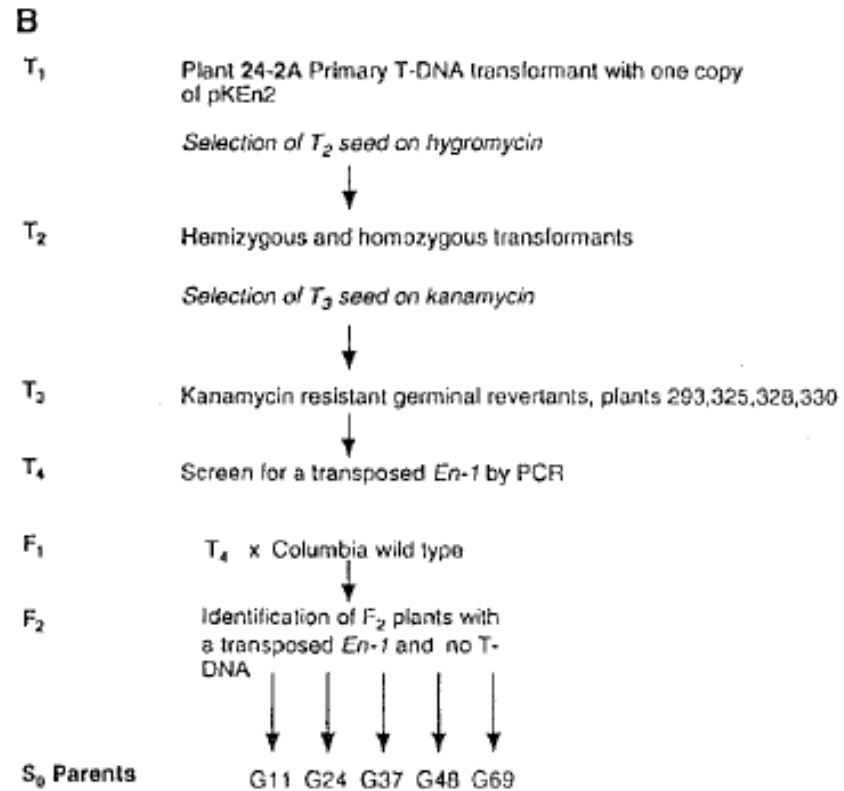 B
T1 Plant 24-2A Primary T-DNA transformant with one copy
of pKEn2
Selection of T2 seed on hygromycin
T2 Hemizygous and homozygous transformants
Selection of T3 seed on kanamycin
T3 Kanamycin resistant germinal revertants, plants 293,325,328,330
T4 Screen for a transposed En-1 by PCR
F1 T4 x Columbia wild type
F2 Identification of F2 plants with
a transposed En-1 and no T-
DNA
S0 Parents G11 G24 G37 G48 G69